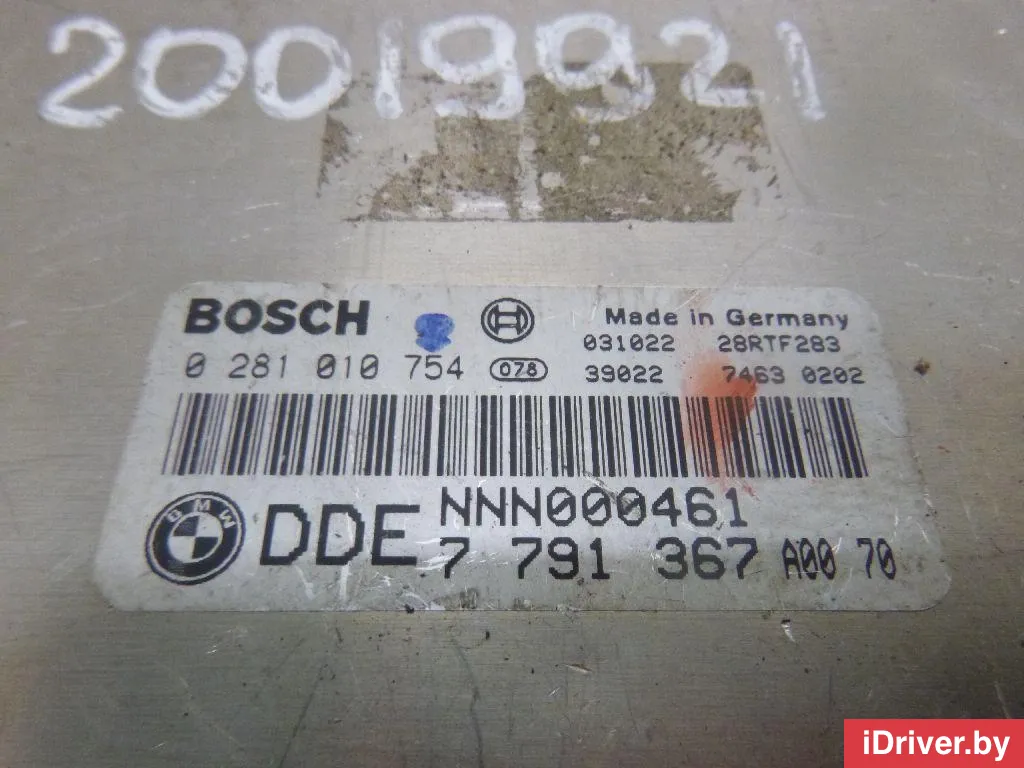 20019921
BOSCH
Made in Germany
031022 28RTF283
0 281 010 754 078 39022 7463 0202
BMW
DDE NNN000461
7 791 367 A00 70
iDriver.by